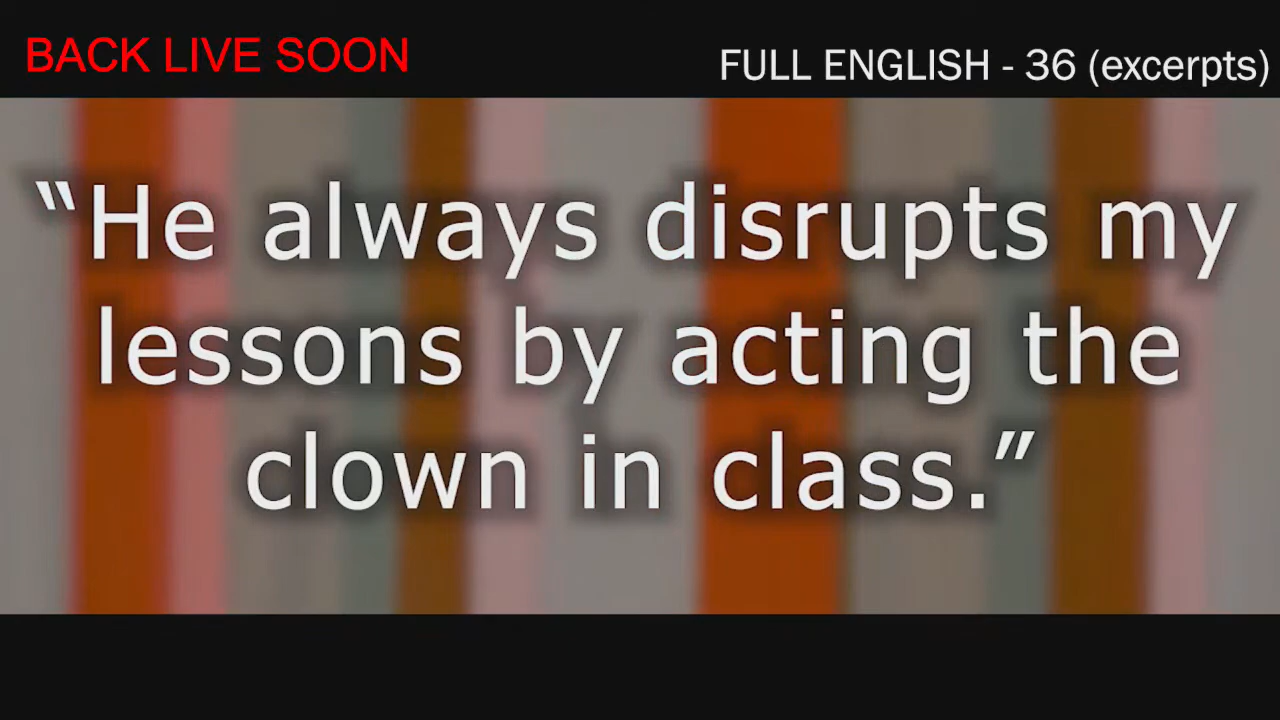 BACK LIVE SOON
FULL ENGLISH - 36 (excerpts)
“He always disrupts my
lessons by acting the
clown in class.”